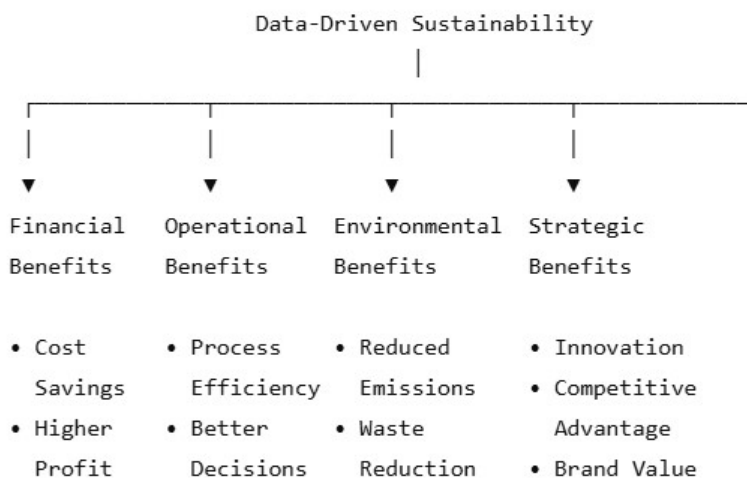 Data-Driven Sustainability
Financial Benefits
• Cost Savings
• Higher Profit
Operational Benefits
• Process Efficiency
• Better Decisions
Environmental Benefits
• Reduced Emissions
• Waste Reduction
Strategic Benefits
• Innovation
• Competitive Advantage
• Brand Value